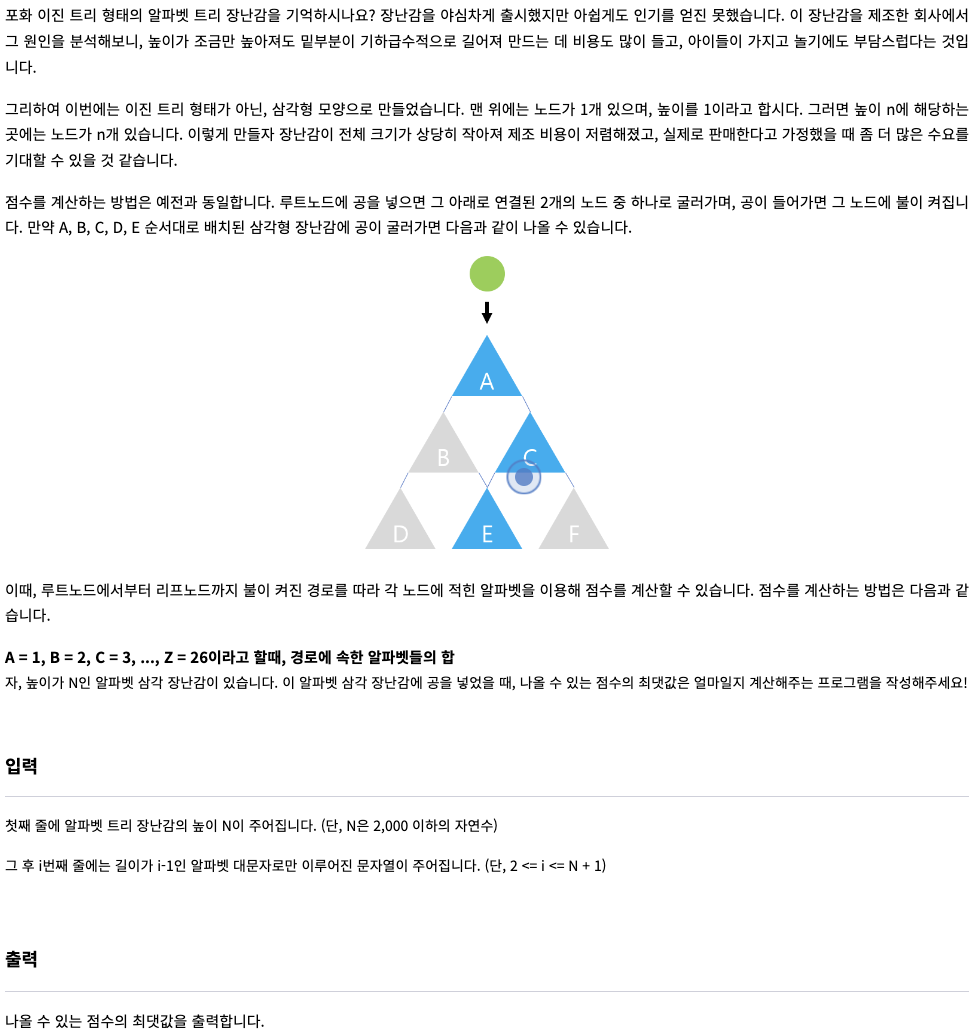 포화 이진 트리 형태의 알파벳 트리 장난감을 기억하시나요? 장난감을 야심차게 출시했지만 아쉽게도 인기를 얻진 못했습니다. 이 장난감을 제조한 회사에서
그 원인을 분석해보니, 높이가 조금만 높아져도 밑부분이 기하급수적으로 길어져 만드는 데 비용도 많이 들고, 아이들이 가지고 놀기에도 부담스럽다는 것입
니다.
그리하여 이번에는 이진 트리 형태가 아닌, 삼각형 모양으로 만들었습니다. 맨 위에는 노드가 1개 있으며, 높이를 1이라고 합시다. 그러면 높이 n에 해당하는
곳에는 노드가 n개 있습니다. 이렇게 만들자 장난감이 전체 크기가 상당히 작아져 제조 비용이 저렴해졌고, 실제로 판매한다고 가정했을 때 좀 더 많은 수요를
기대할 수 있을 것 같습니다.
점수를 계산하는 방법은 예전과 동일합니다. 루트노드에 공을 넣으면 그 아래로 연결된 2개의 노드 중 하나로 굴러가며, 공이 들어가면 그 노드에 불이 켜집니
다. 만약 A, B, C, D, E 순서대로 배치된 삼각형 장난감에 공이 굴러가면 다음과 같이 나올 수 있습니다.
A
B C
D E F
이때, 루트노드에서부터 리프노드까지 불이 켜진 경로를 따라 각 노드에 적힌 알파벳을 이용해 점수를 계산할 수 있습니다. 점수를 계산하는 방법은 다음과 같
습니다.
A = 1, B = 2, C = 3, ..., Z = 26이라고 할때, 경로에 속한 알파벳들의 합
자, 높이가 N인 알파벳 삼각 장난감이 있습니다. 이 알파벳 삼각 장난감에 공을 넣었을 때, 나올 수 있는 점수의 최댓값은 얼마일지 계산해주는 프로그램을 작성해주세요!
입력
첫째 줄에 알파벳 트리 장난감의 높이 N이 주어집니다. (단, N은 2,000 이하의 자연수)
그 후 i번째 줄에는 길이가 i-1인 알파벳 대문자로만 이루어진 문자열이 주어집니다. (단, 2 <= i <= N + 1)
출력
나올 수 있는 점수의 최댓값을 출력합니다.